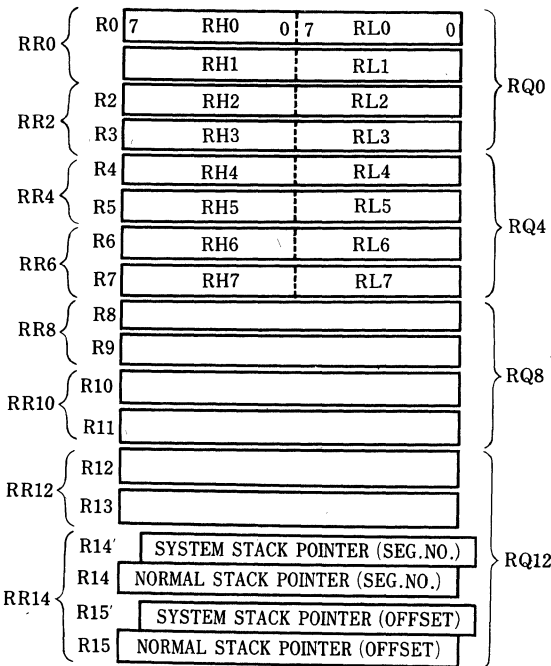 RR0 R0 7 RH0 0 7 RL0 0
RH1 RL1
RQ0
RR2 R2 RH2 RL2
R3 RH3 RL3
RR4 R4 RH4 RL4
R5 RH5 RL5
RQ4
RR6 R6 RH6 RL6
R7 RH7 RL7
RR8 R8
R9
RQ8
RR10 R10
R11
RR12 R12
R13
RR14 R14′ SYSTEM STACK POINTER (SEG.NO.)
RQ12
R14 NORMAL STACK POINTER (SEG.NO.)
R15′ SYSTEM STACK POINTER (OFFSET)
R15 NORMAL STACK POINTER (OFFSET)